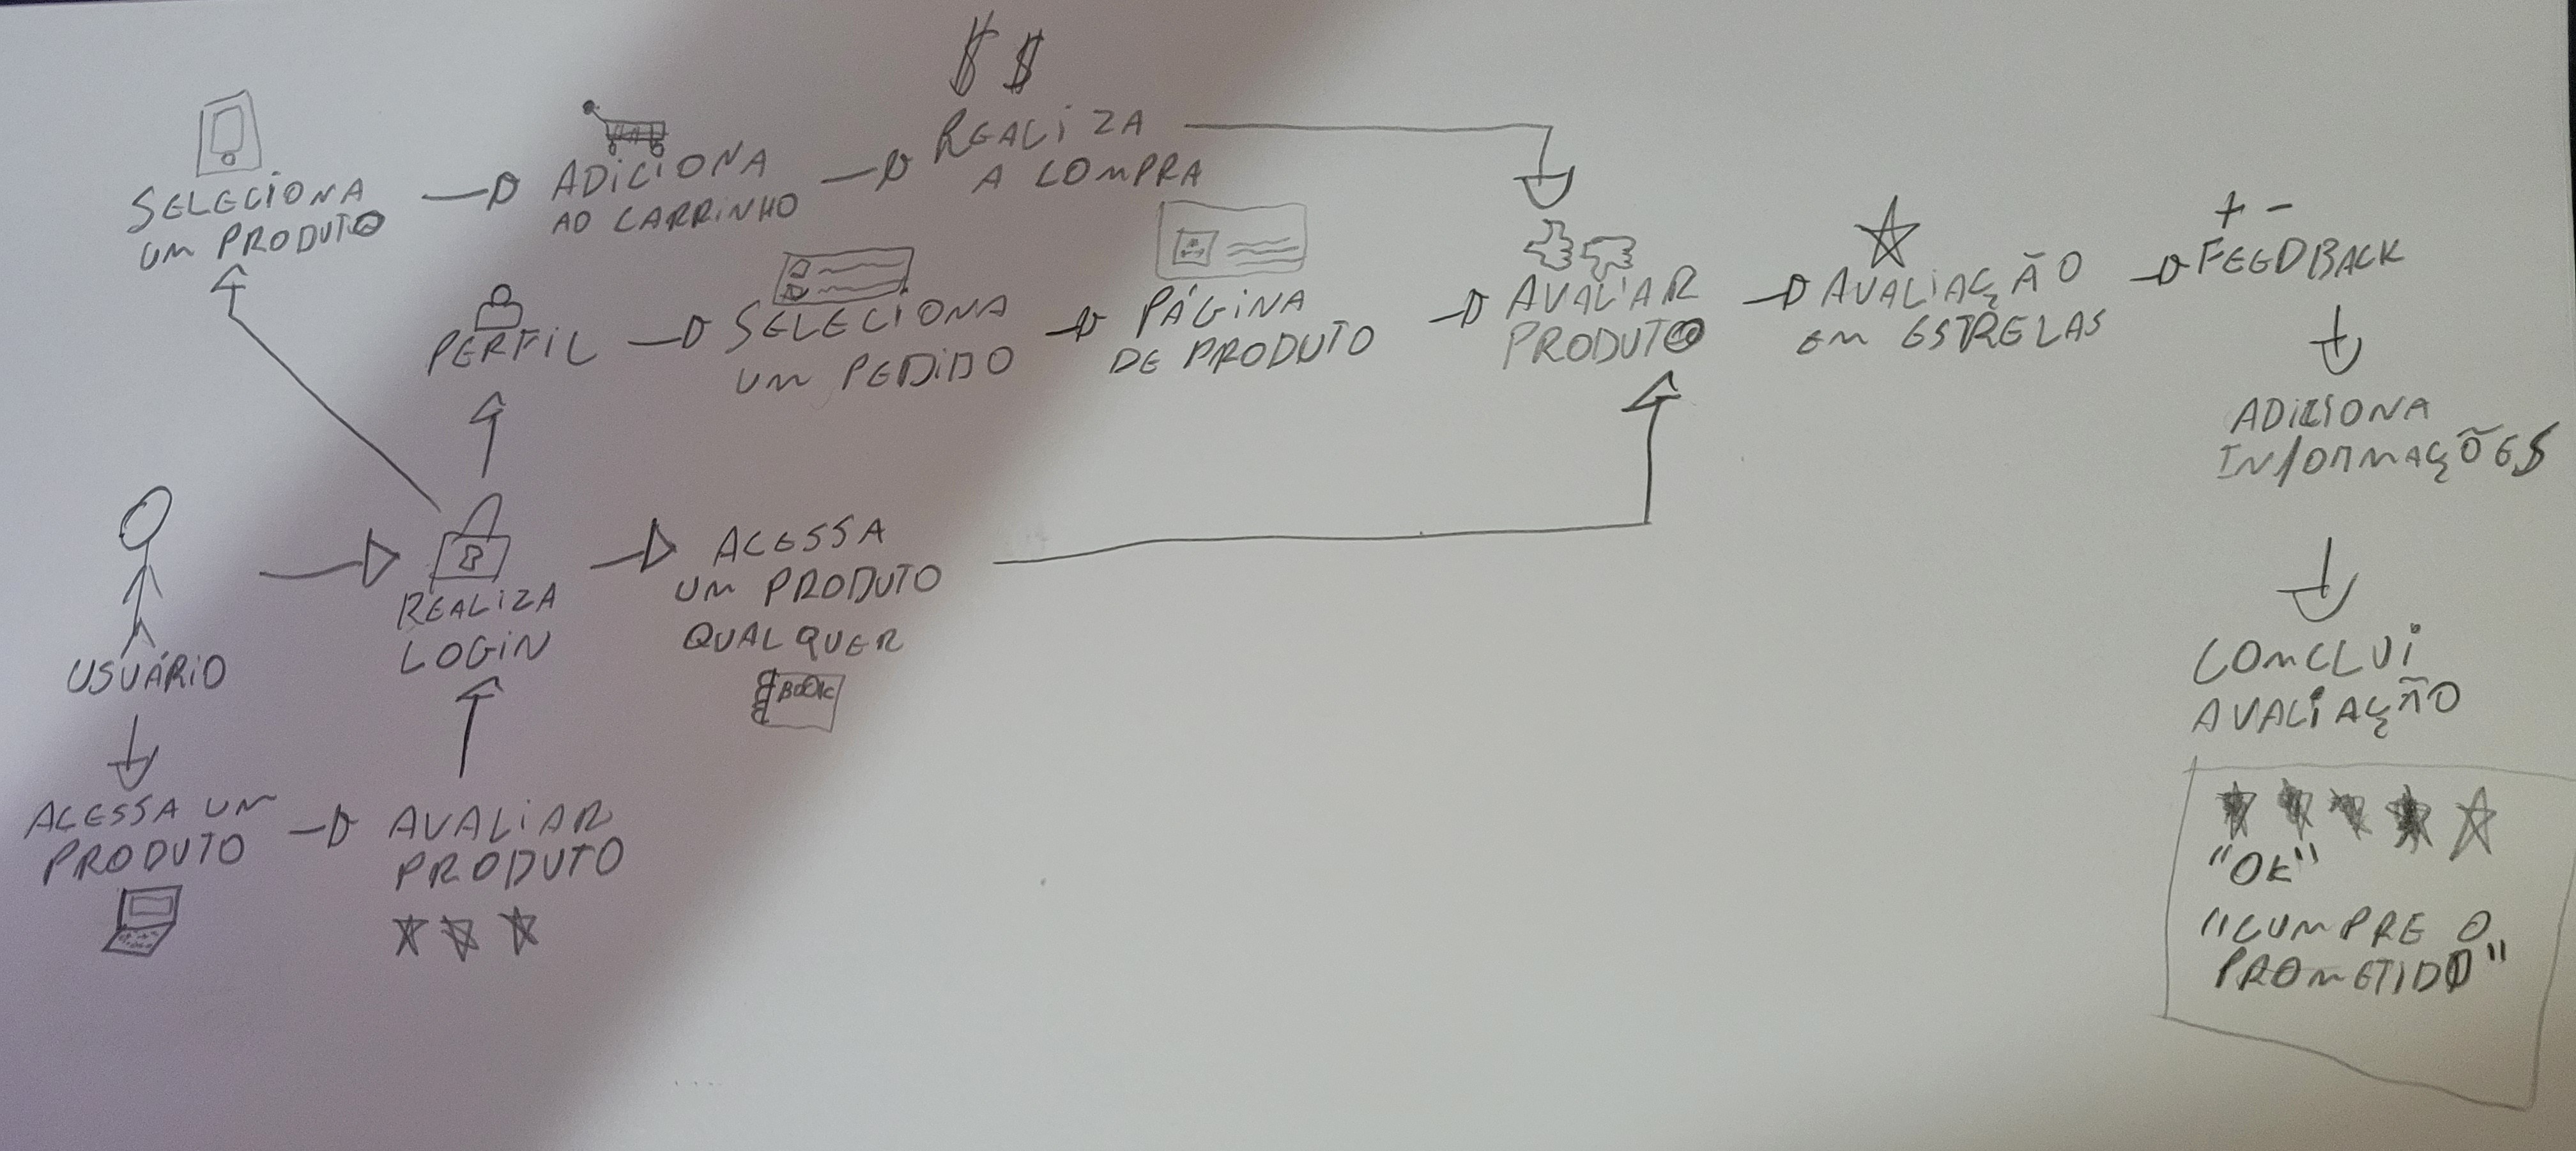 $ $
SELECIONA
UM PRODUTO
ADICIONA
AO CARRINHO
REALIZA
A COMPRA
PERFIL
SELECIONA
UM PEDIDO
PÁGINA
DE PRODUTO
AVALIAR
PRODUTO
AVALIAÇÃO
EM ESTRELAS
+ -
FEEDBACK
ADICIONA
INFORMAÇÕES
CONCLUI
AVALIAÇÃO
"OK"
"CUMPRE O
PROMETIDO"
USUÁRIO
REALIZA
LOGIN
ACESSA
UM PRODUTO
QUALQUER
BOOK
ACESSA UM
PRODUTO
AVALIAR
PRODUTO